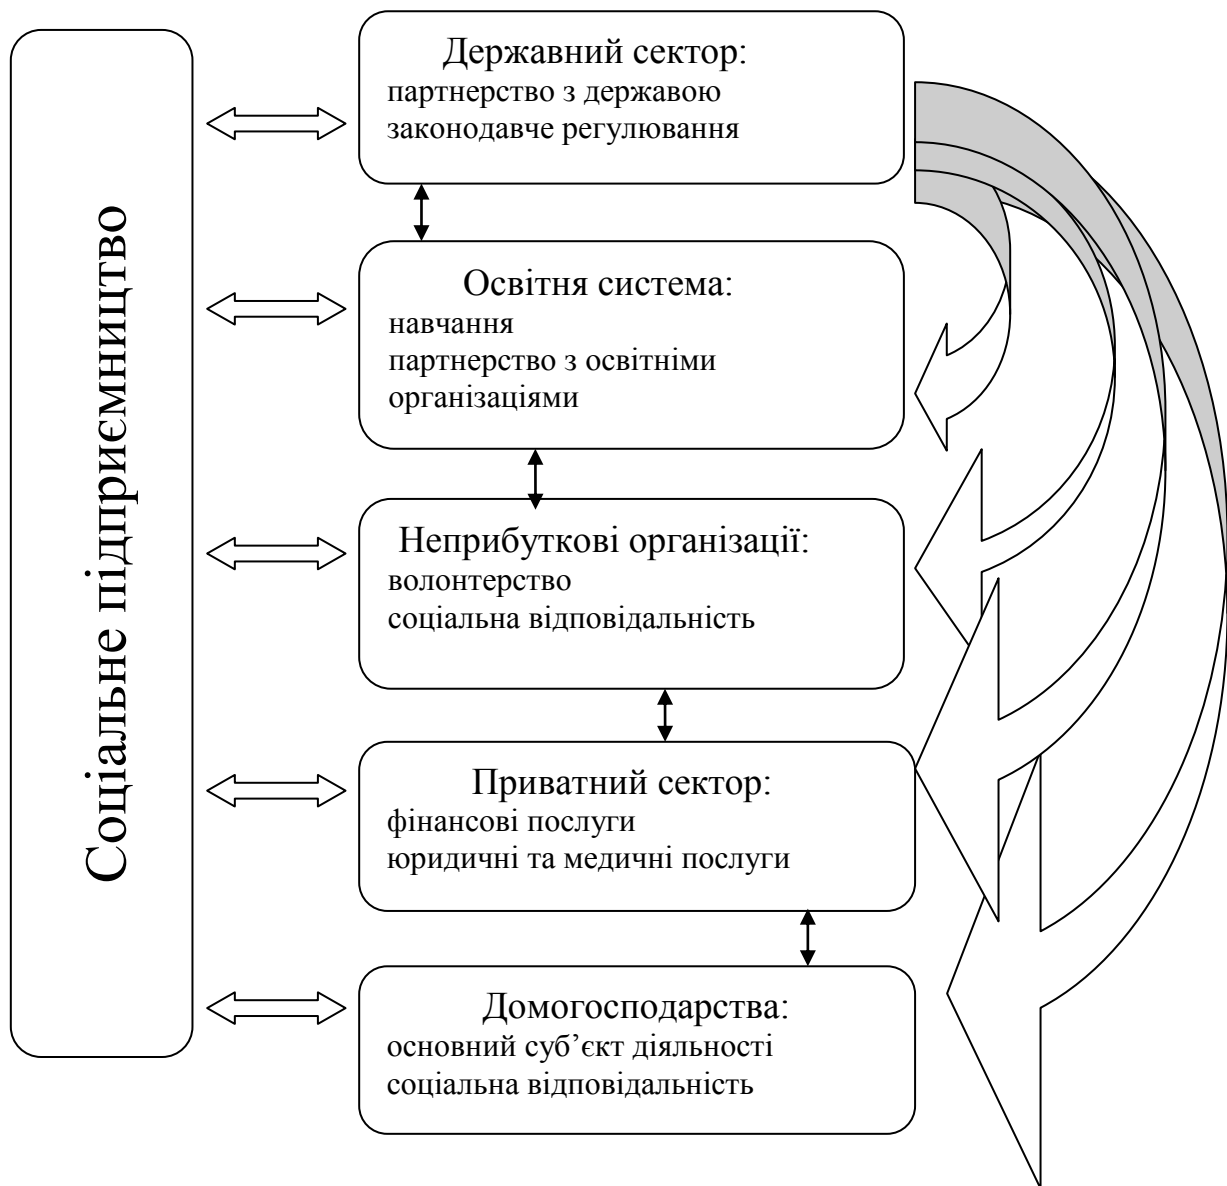 Соціальне підприємництво
Державний сектор:
партнерство з державою
законодавче регулювання
Освітня система:
навчання
партнерство з освітніми
організаціями
Неприбуткові організації:
волонтерство
соціальна відповідальність
Приватний сектор:
фінансові послуги
юридичні та медичні послуги
Домогосподарства:
основний суб’єкт діяльності
соціальна відповідальність